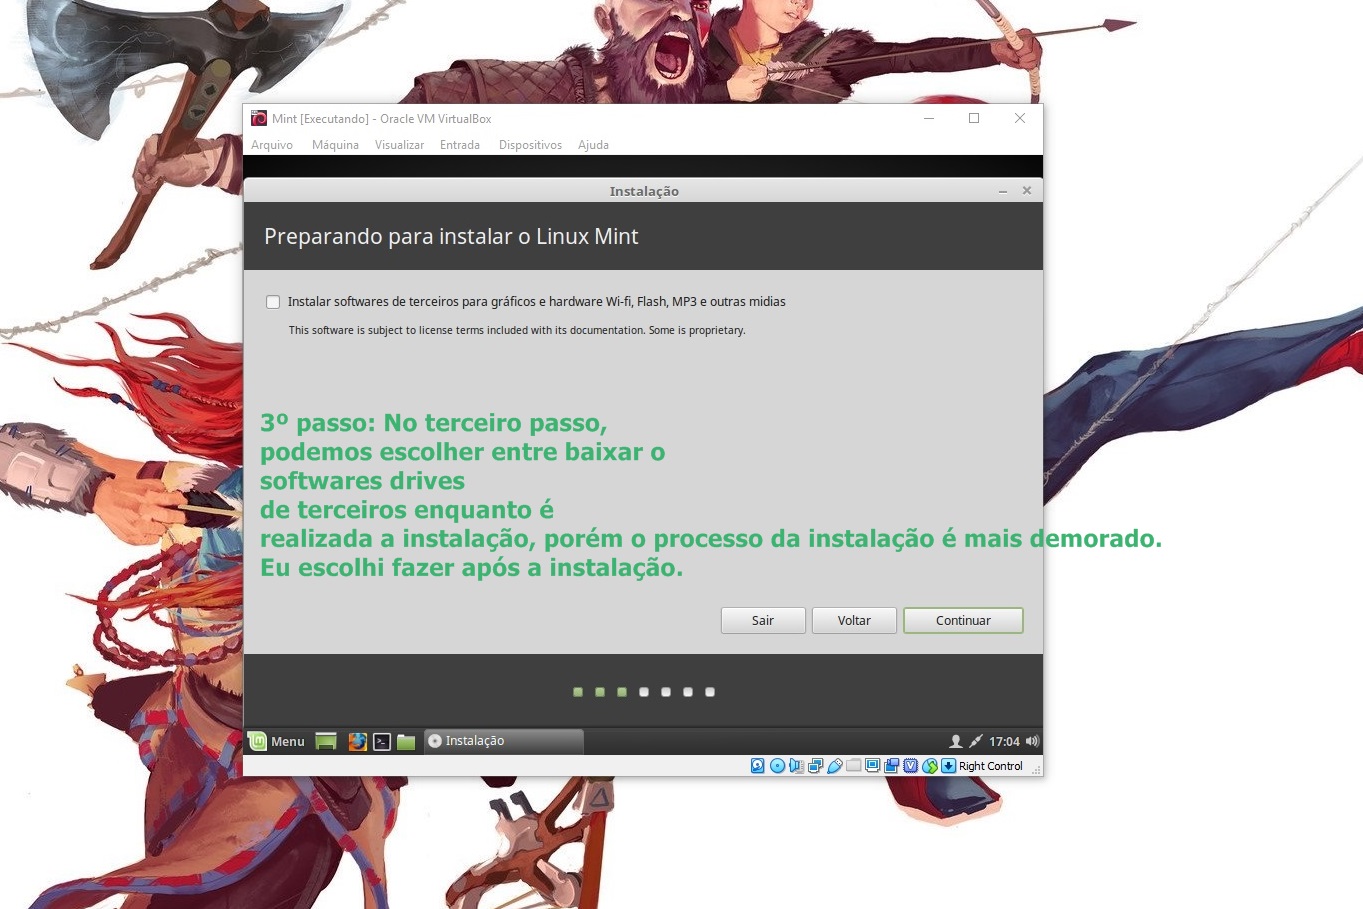 Mint [Executando] - Oracle VM VirtualBox
Arquivo Máquina Visualizar Entrada Dispositivos Ajuda
Instalação
Preparando para instalar o Linux Mint
Instalar softwares de terceiros para gráficos e hardware Wi-fi, Flash, MP3 e outras midias
This software is subject to license terms included with its documentation. Some is proprietary.
3º passo: No terceiro passo,
podemos escolher entre baixar o
softwares drives
de terceiros enquanto é
realizada a instalação, porém o processo da instalação é mais demorado.
Eu escolhi fazer após a instalação.
Sair Voltar Continuar
Menu Instalação 17:04
Right Control